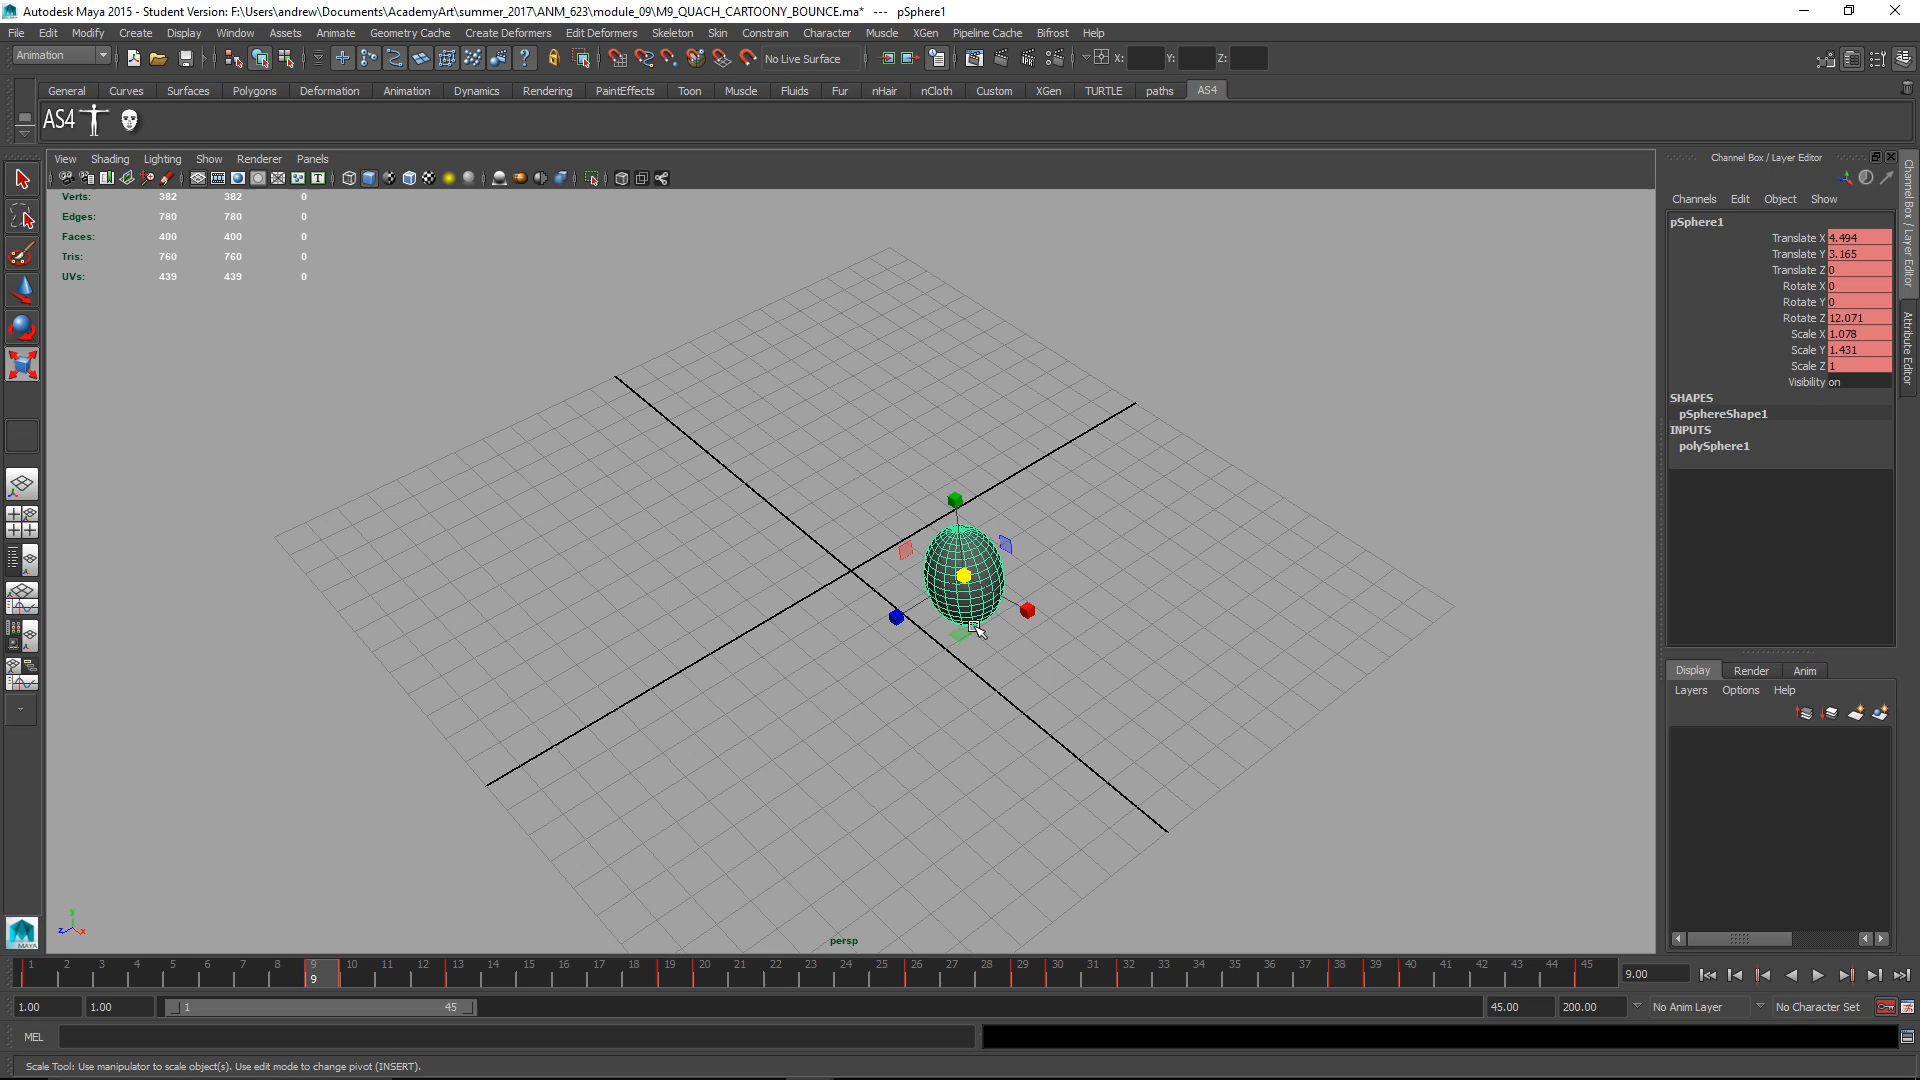 Autodesk Maya 2015 - Student Version: F:\Users\andrew\Documents\AcademyArt\summer_2017\ANM_623\module_09\M9_QUACH_CARTOONY_BOUNCE.ma* --- pSphere1
File Edit Modify Create Display Window Assets Animate Geometry Cache Create Deformers Edit Deformers Skeleton Skin Constrain Character Muscle XGen Pipeline Cache Bifrost Help
Animation No Live Surface X: Y: Z:
General Curves Surfaces Polygons Deformation Animation Dynamics Rendering PaintEffects Toon Muscle Fluids Fur nHair nCloth Custom XGen TURTLE paths AS4
AS4
View Shading Lighting Show Renderer Panels
Verts: 382 382 0
Edges: 780 780 0
Faces: 400 400 0
Tris: 760 760 0
UVs: 439 439 0
persp
y
z x
MAYA
Channel Box / Layer Editor
Channels Edit Object Show
pSphere1
Translate X 4.494
Translate Y 3.165
Translate Z 0
Rotate X 0
Rotate Y 0
Rotate Z 12.071
Scale X 1.078
Scale Y 1.431
Scale Z 1
Visibility on
SHAPES
pSphereShape1
INPUTS
polySphere1
Channel Box / Layer Editor
Attribute Editor
Display Render Anim
Layers Options Help
1 2 3 4 5 6 7 8 9 10 11 12 13 14 15 16 17 18 19 20 21 22 23 24 25 26 27 28 29 30 31 32 33 34 35 36 37 38 39 40 41 42 43 44 45
9
9.00
1.00 1.00 1 45 45.00 200.00 No Anim Layer No Character Set
MEL
Scale Tool: Use manipulator to scale object(s). Use edit mode to change pivot (INSERT).